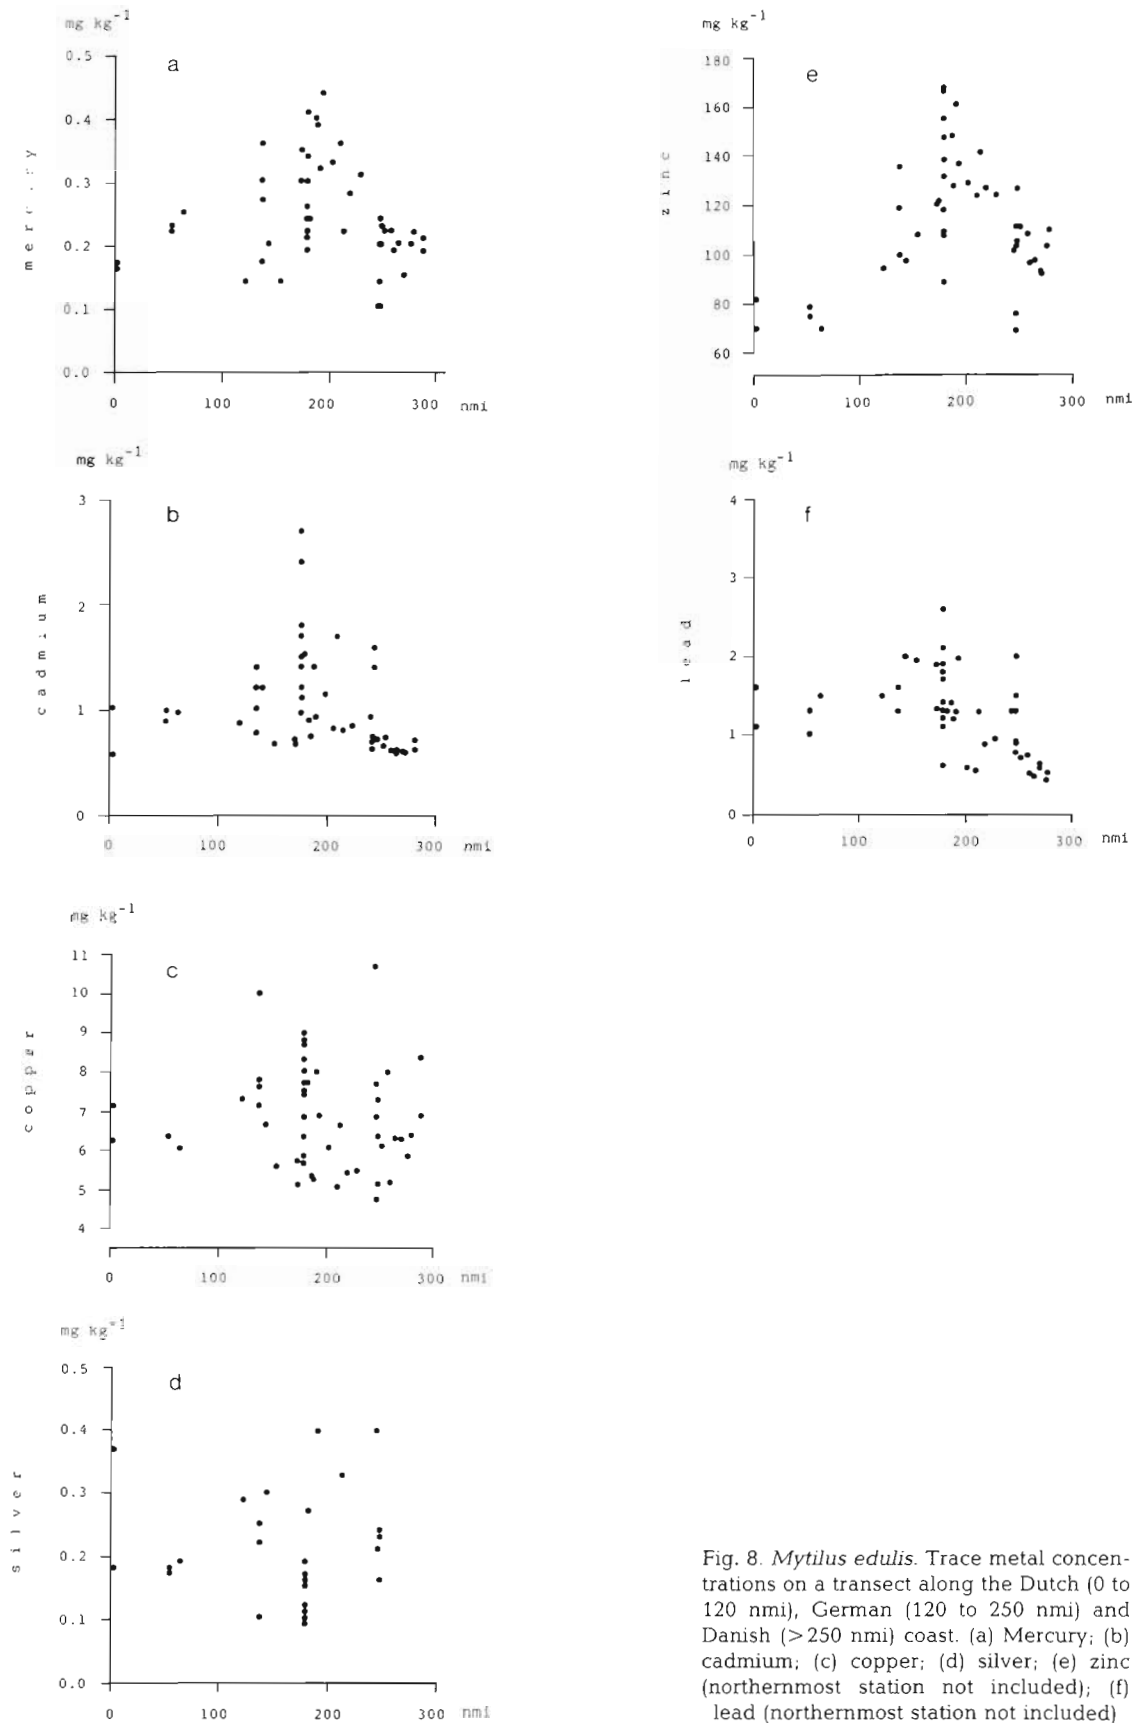 mg kg-1
0.5
a
0.4
0.3
0.2
0.1
0.0
0 100 200 300 nmi
mg kg-1
180
e
160
zinc
140
120
100
80
60
0 100 200 300 nmi
mg kg-1
3
b
cadmium
2
1
0
0 100 200 300 nmi
mg kg-1
4
f
3
lead
2
1
0
0 100 200 300 nmi
mg kg-1
11
c
10
copper
9
8
7
6
5
4
0 100 200 300 nmi
mg kg-1
0.5
d
0.4
silver
0.3
0.2
0.1
0.0
0 100 200 300 nmi
Fig. 8. Mytilus edulis. Trace metal concen-
trations on a transect along the Dutch (0 to
120 nmi), German (120 to 250 nmi) and
Danish (>250 nmi) coast. (a) Mercury; (b)
cadmium; (c) copper; (d) silver; (e) zinc
(northernmost station not included); (f)
lead (northernmost station not included)